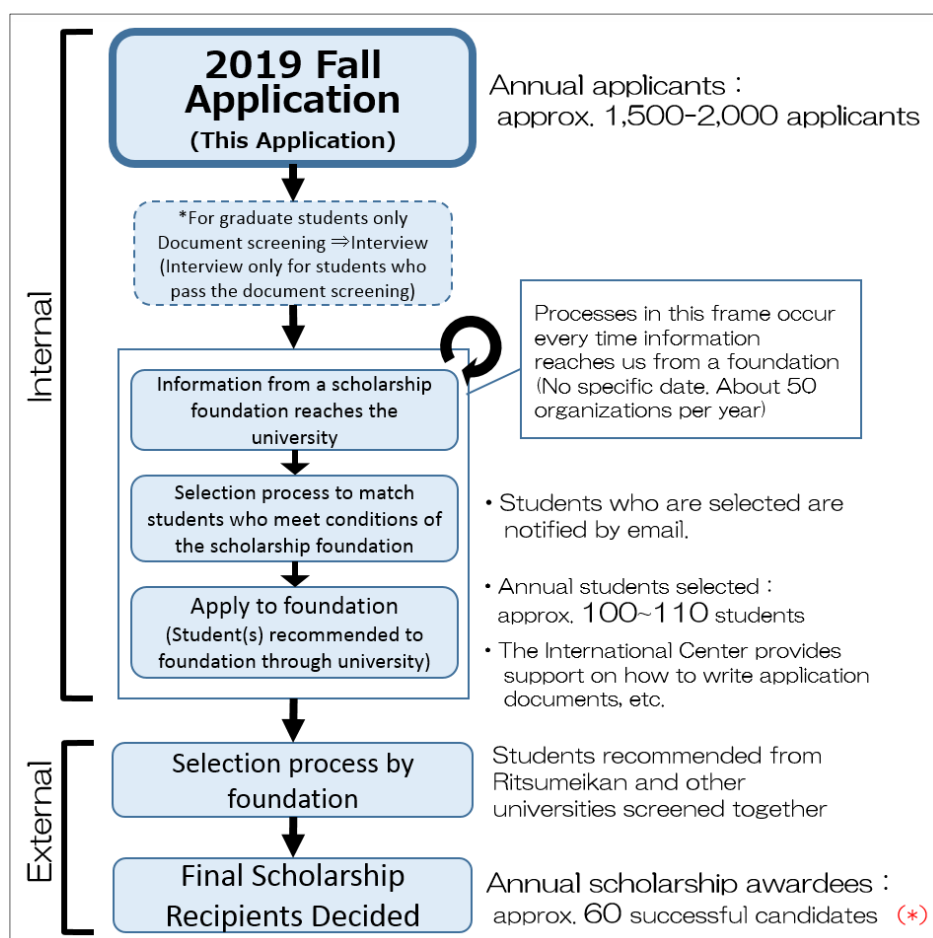 2019 Fall
Application
(This Application)
Annual applicants :
approx. 1,500-2,000 applicants
Internal
*For graduate students only
Document screening ⇒Interview
(Interview only for students who
pass the document screening)
Processes in this frame occur
every time information
reaches us from a foundation
(No specific date. About 50
organizations per year)
Information from a scholarship
foundation reaches the
university
Selection process to match
students who meet conditions of
the scholarship foundation
・Students who are selected are
notified by email.
Apply to foundation
(Student(s) recommended to
foundation through university)
・Annual students selected :
approx. 100~110 students
・The International Center provides
support on how to write application
documents, etc.
External
Selection process by
foundation
Students recommended from
Ritsumeikan and other
universities screened together
Final Scholarship
Recipients Decided
Annual scholarship awardees :
approx. 60 successful candidates (*)